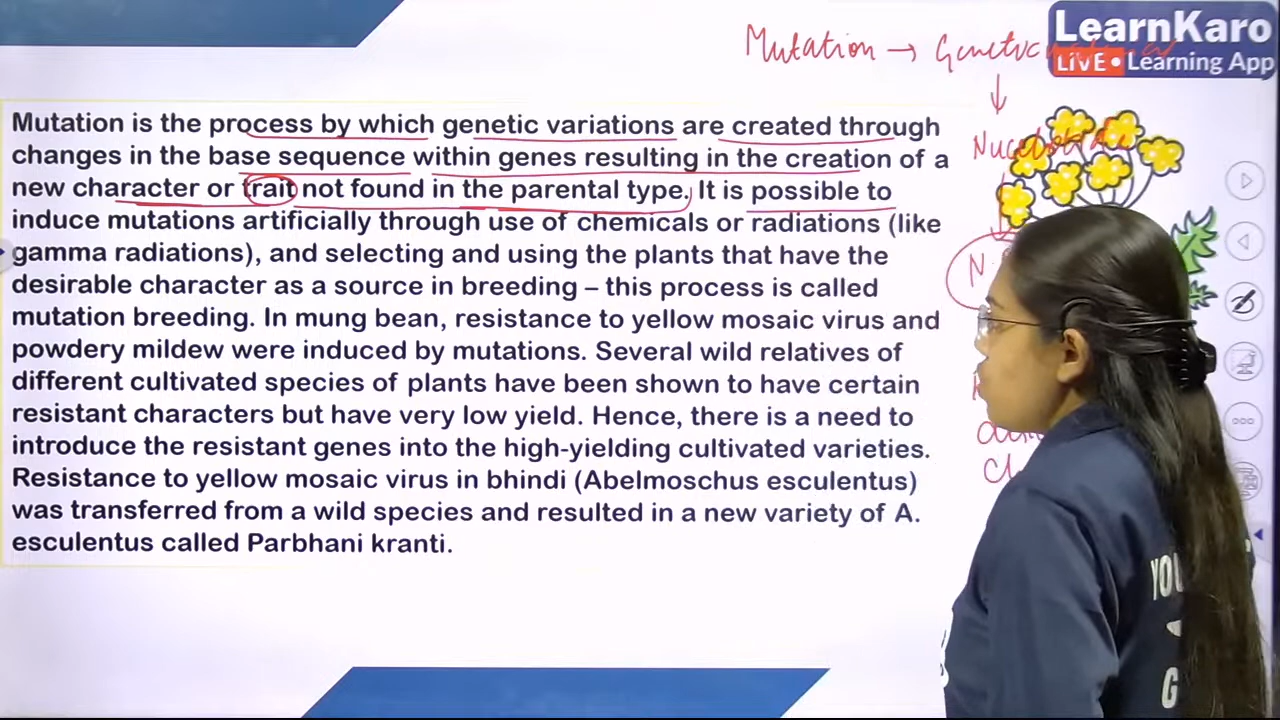 Mutation →
LearnKaro
LIVE • Learning App
Mutation is the process by which genetic variations are created through
changes in the base sequence within genes resulting in the creation of a
new character or trait not found in the parental type. It is possible to
induce mutations artificially through use of chemicals or radiations (like
gamma radiations), and selecting and using the plants that have the
desirable character as a source in breeding – this process is called
mutation breeding. In mung bean, resistance to yellow mosaic virus and
powdery mildew were induced by mutations. Several wild relatives of
different cultivated species of plants have been shown to have certain
resistant characters but have very low yield. Hence, there is a need to
introduce the resistant genes into the high-yielding cultivated varieties.
Resistance to yellow mosaic virus in bhindi (Abelmoschus esculentus)
was transferred from a wild species and resulted in a new variety of A.
esculentus called Parbhani kranti.